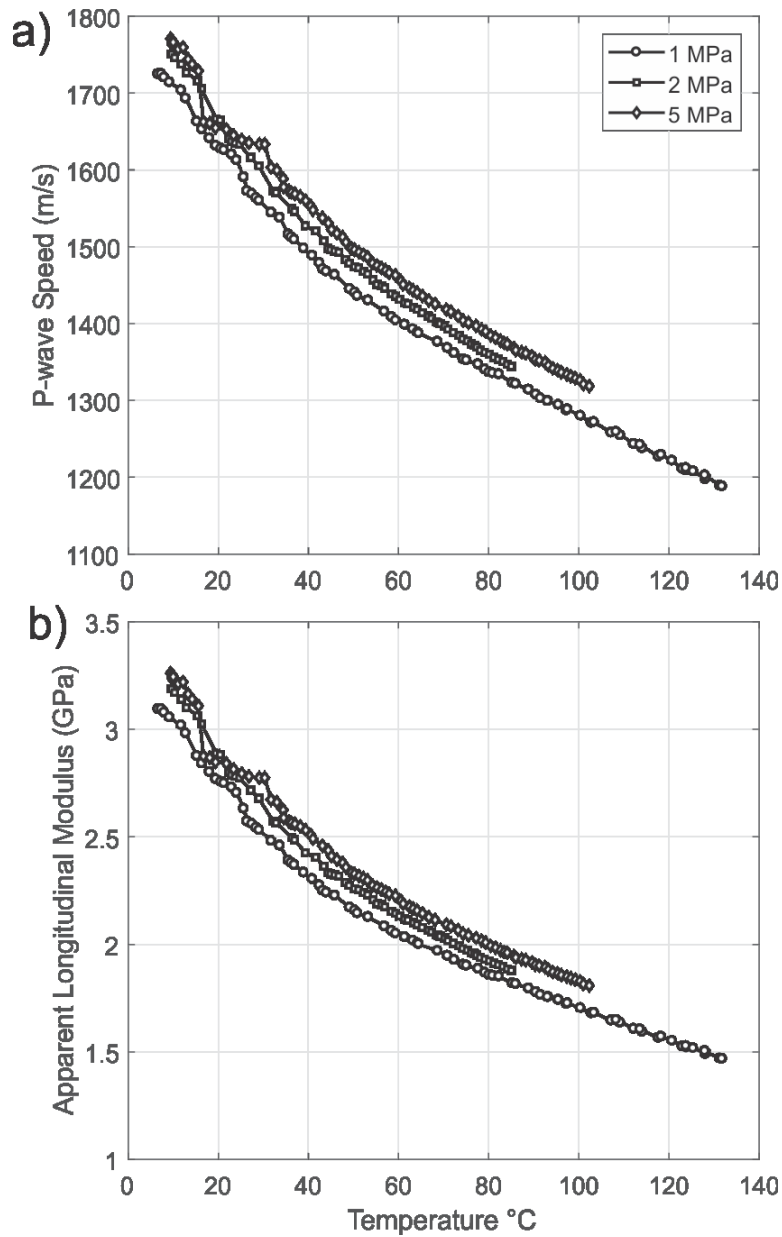 a)
1800
1700
1600
1500
1400
1300
1200
1100
P-wave Speed (m/s)
1 MPa
2 MPa
5 MPa
0 20 40 60 80 100 120 140
b)
3.5
3
2.5
2
1.5
1
Apparent Longitudinal Modulus (GPa)
0 20 40 60 80 100 120 140
Temperature °C